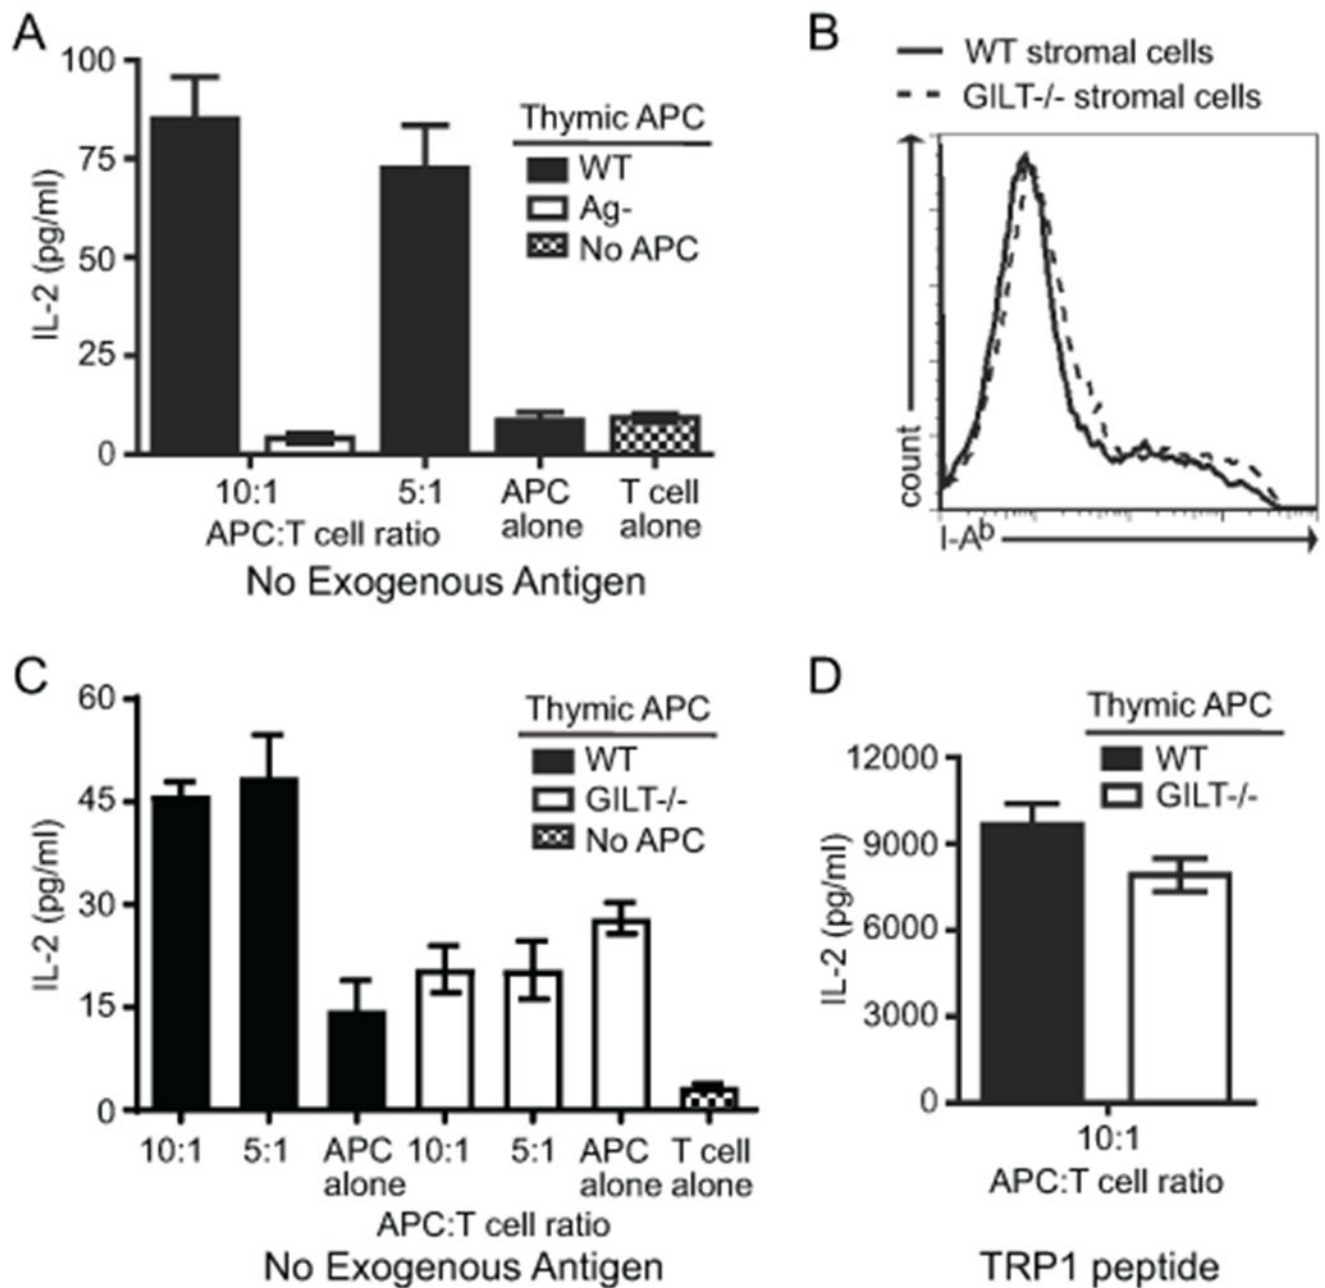 A
100
75
50
25
0
IL-2 (pg/ml)
Thymic APC
WT
Ag-
No APC
10:1 5:1 APC alone T cell alone
APC:T cell ratio
No Exogenous Antigen
B
WT stromal cells
GILT-/- stromal cells
count
I-Ab
C
60
45
30
15
0
IL-2 (pg/ml)
Thymic APC
WT
GILT-/-
No APC
10:1 5:1 APC alone 10:1 5:1 APC alone T cell alone
APC:T cell ratio
No Exogenous Antigen
D
12000
9000
6000
3000
0
IL-2 (pg/ml)
Thymic APC
WT
GILT-/-
10:1
APC:T cell ratio
TRP1 peptide